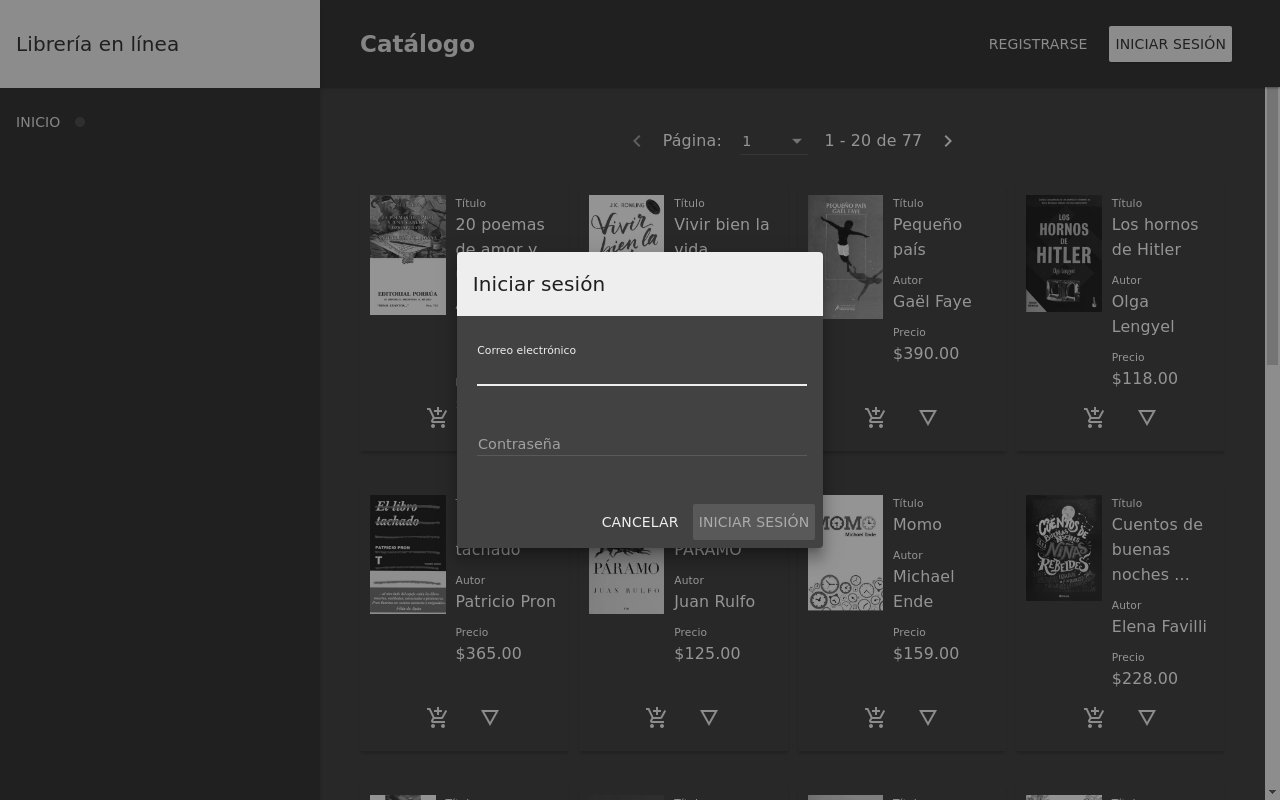 Librería en línea
Catálogo
REGISTRARSE
INICIAR SESIÓN
INICIO
Página:
1
1 - 20 de 77
Título
20 poemas
de amor y
EDITORIAL PORRÚA
J.K. ROWLING
Vivir
bien la
Título
Vivir bien la
vida
PEQUEÑO PAÍS
GAËL FAYE
Título
Pequeño
país
Autor
Gaël Faye
Precio
$390.00
LOS
HORNOS
DE
HITLER
Olga Lengyel
Título
Los hornos
de Hitler
Autor
Olga
Lengyel
Precio
$118.00
Iniciar sesión
Correo electrónico
Contraseña
CANCELAR
INICIAR SESIÓN
El libro
tachado
PATRICIO PRON
tachado
Autor
Patricio Pron
Precio
$365.00
PÁRAMO
JUAN RULFO
PÁRAMO
Autor
Juan Rulfo
Precio
$125.00
MOMO
Michael Ende
Título
Momo
Autor
Michael
Ende
Precio
$159.00
CUENTOS DE
BUENAS NOCHES
NIÑAS
REBELDES
Título
Cuentos de
buenas
noches ...
Autor
Elena Favilli
Precio
$228.00